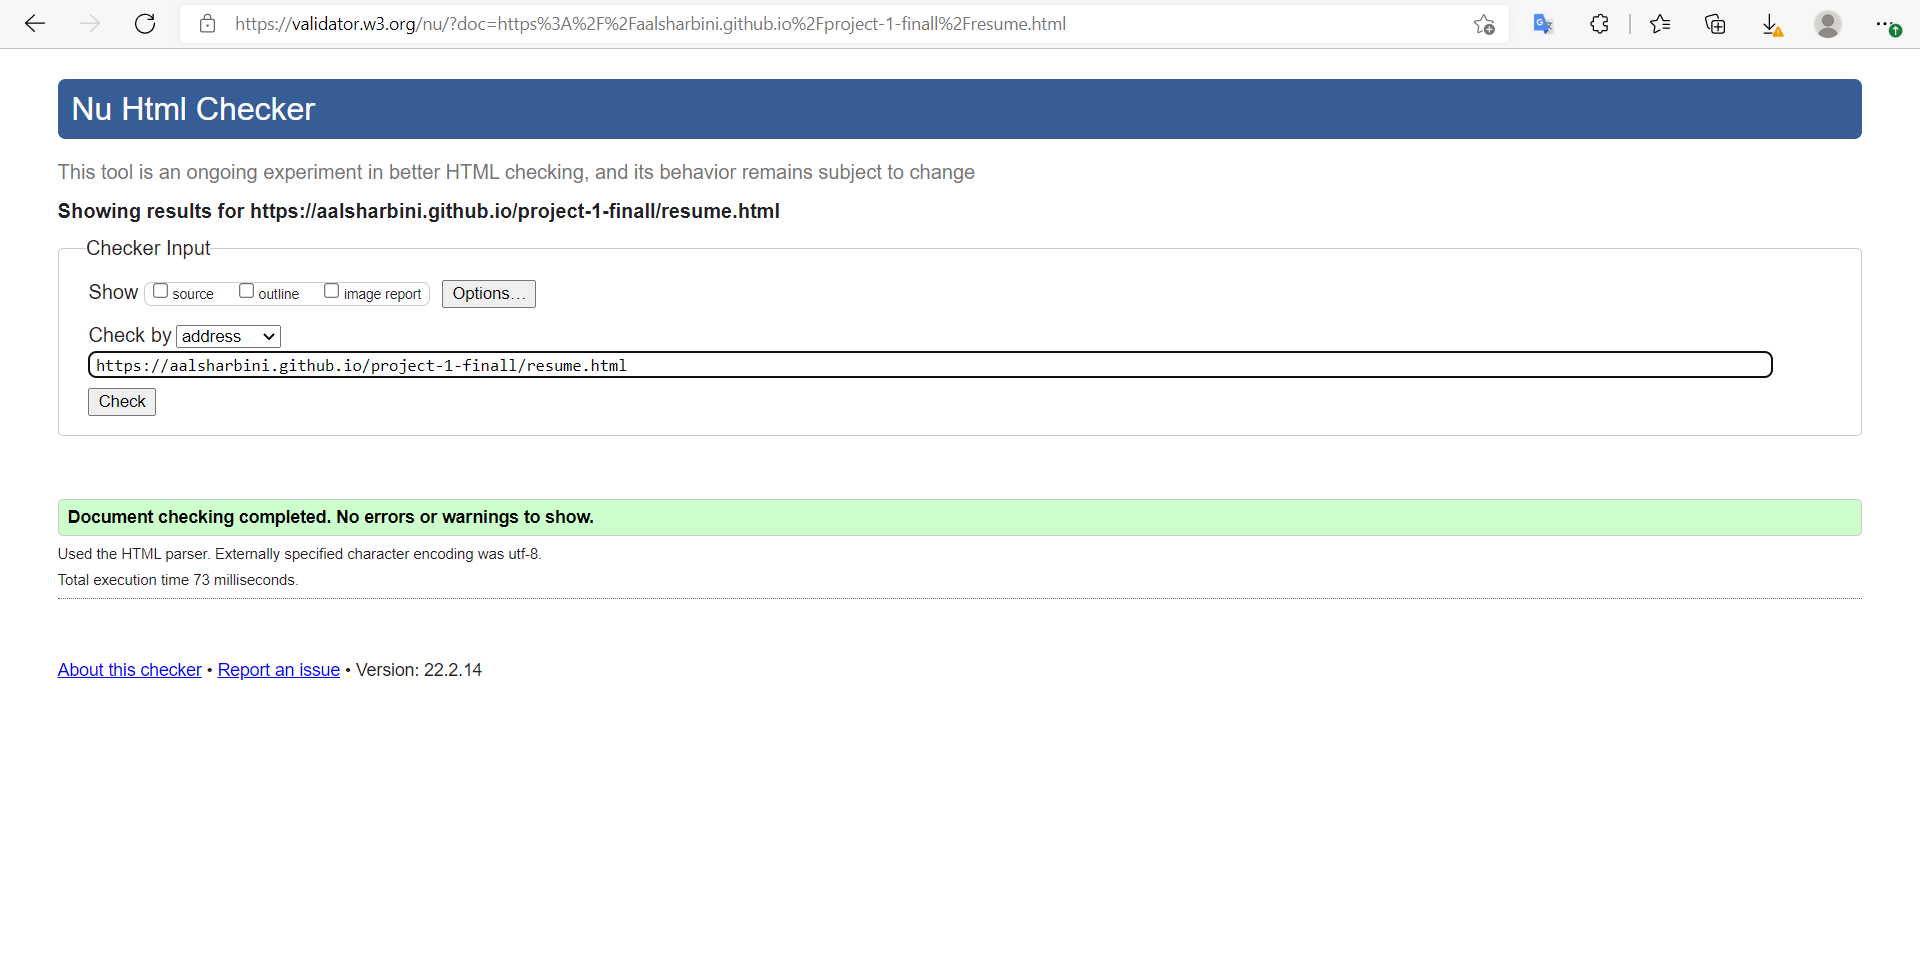 https://validator.w3.org/nu/?doc=https%3A%2F%2Faalsharbini.github.io%2Fproject-1-finall%2Fresume.html
Nu Html Checker
This tool is an ongoing experiment in better HTML checking, and its behavior remains subject to change
Showing results for https://aalsharbini.github.io/project-1-finall/resume.html
Checker Input
Show source outline image report Options...
Check by address
https://aalsharbini.github.io/project-1-finall/resume.html
Check
Document checking completed. No errors or warnings to show.
Used the HTML parser. Externally specified character encoding was utf-8.
Total execution time 73 milliseconds.
About this checker • Report an issue • Version: 22.2.14